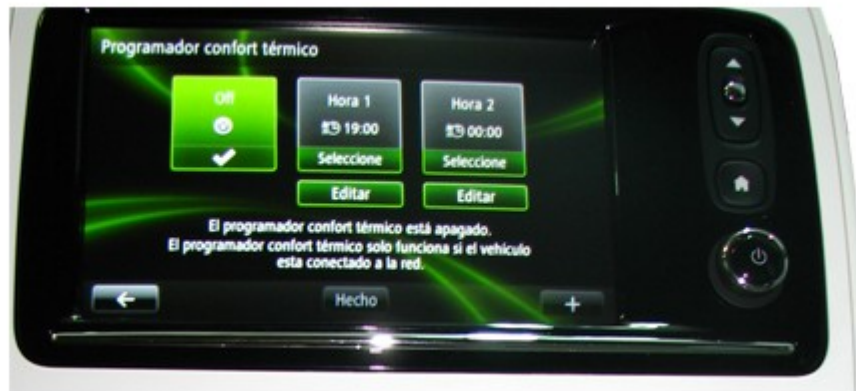 Programador confort térmico
Off
Hora 1
19:00
Seleccione
Editar
Hora 2
00:00
Seleccione
Editar
El programador confort térmico está apagado.
El programador confort térmico solo funciona si el vehículo
esta conectado a la red.
Hecho
+